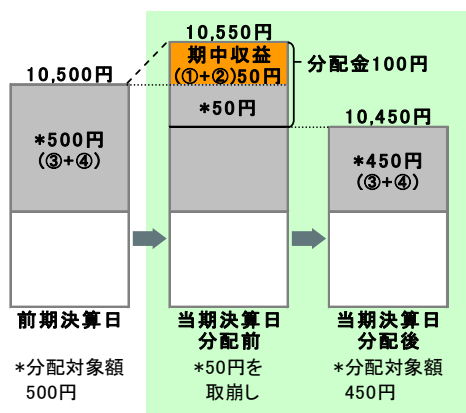 10,550円
期中収益
(①+②)50円
分配金100円
*50円
10,500円
*500円
(③+④)
10,450円
*450円
(③+④)
前期決算日
当期決算日
分配前
当期決算日
分配後
*分配対象額
500円
*50円を
取崩し
*分配対象額
450円